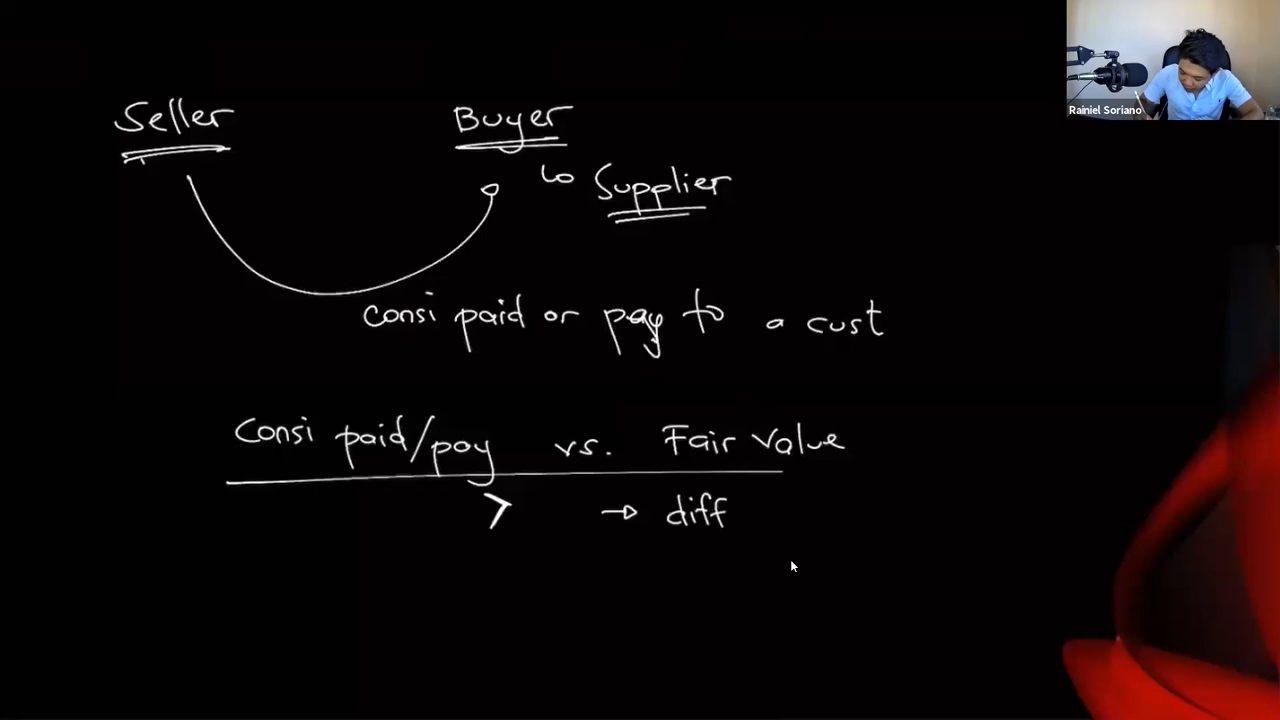 Rainiel Soriano
Seller Buyer
Supplier
Consi paid or pay to a cust
Consi paid/pay vs. Fair Value
> → diff